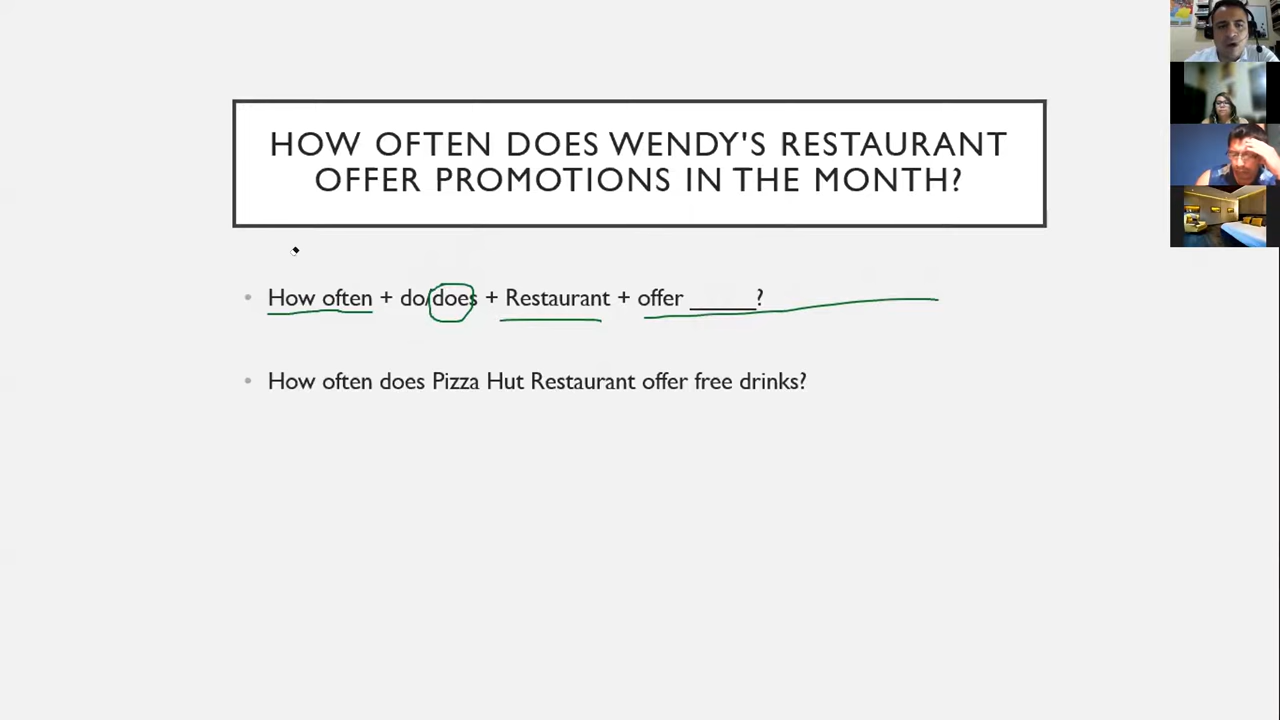 HOW OFTEN DOES WENDY'S RESTAURANT
OFFER PROMOTIONS IN THE MONTH?
• How often + do/does + Restaurant + offer ______?
• How often does Pizza Hut Restaurant offer free drinks?